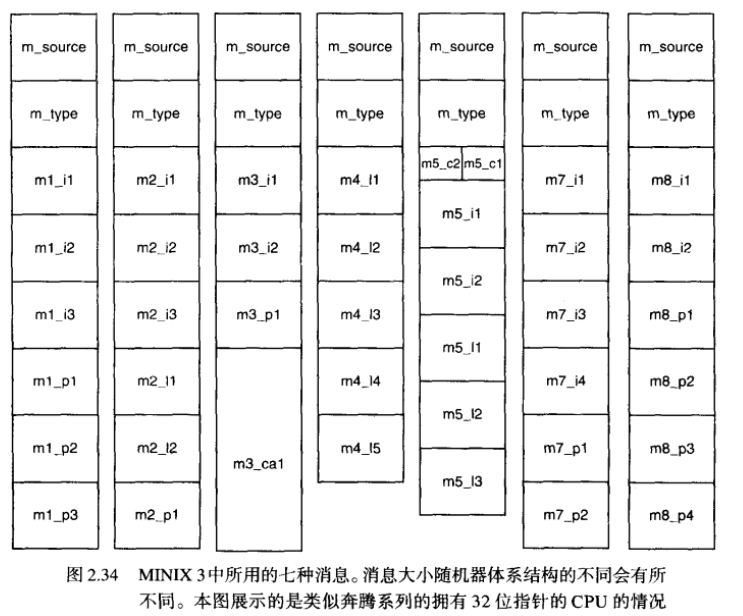 m_source m_source m_source m_source m_source m_source m_source
m_type m_type m_type m_type m_type m_type m_type
m5_c2 m5_c1
m1_i1 m2_i1 m3_i1 m4_l1 m7_i1 m8_i1
m5_i1
m1_i2 m2_i2 m3_i2 m4_l2 m7_i2 m8_i2
m5_i2
m1_i3 m2_i3 m3_p1 m4_l3 m7_i3 m8_p1
m5_l1
m1_p1 m2_l1 m4_l4 m7_i4 m8_p2
m5_l2
m1_p2 m2_l2 m3_ca1 m4_l5 m7_p1 m8_p3
m5_l3
m1_p3 m2_p1 m7_p2 m8_p4
图 2.34 MINIX 3中所用的七种消息。消息大小随机器体系结构的不同会有所
不同。本图展示的是类似奔腾系列的拥有 32 位指针的 CPU 的情况